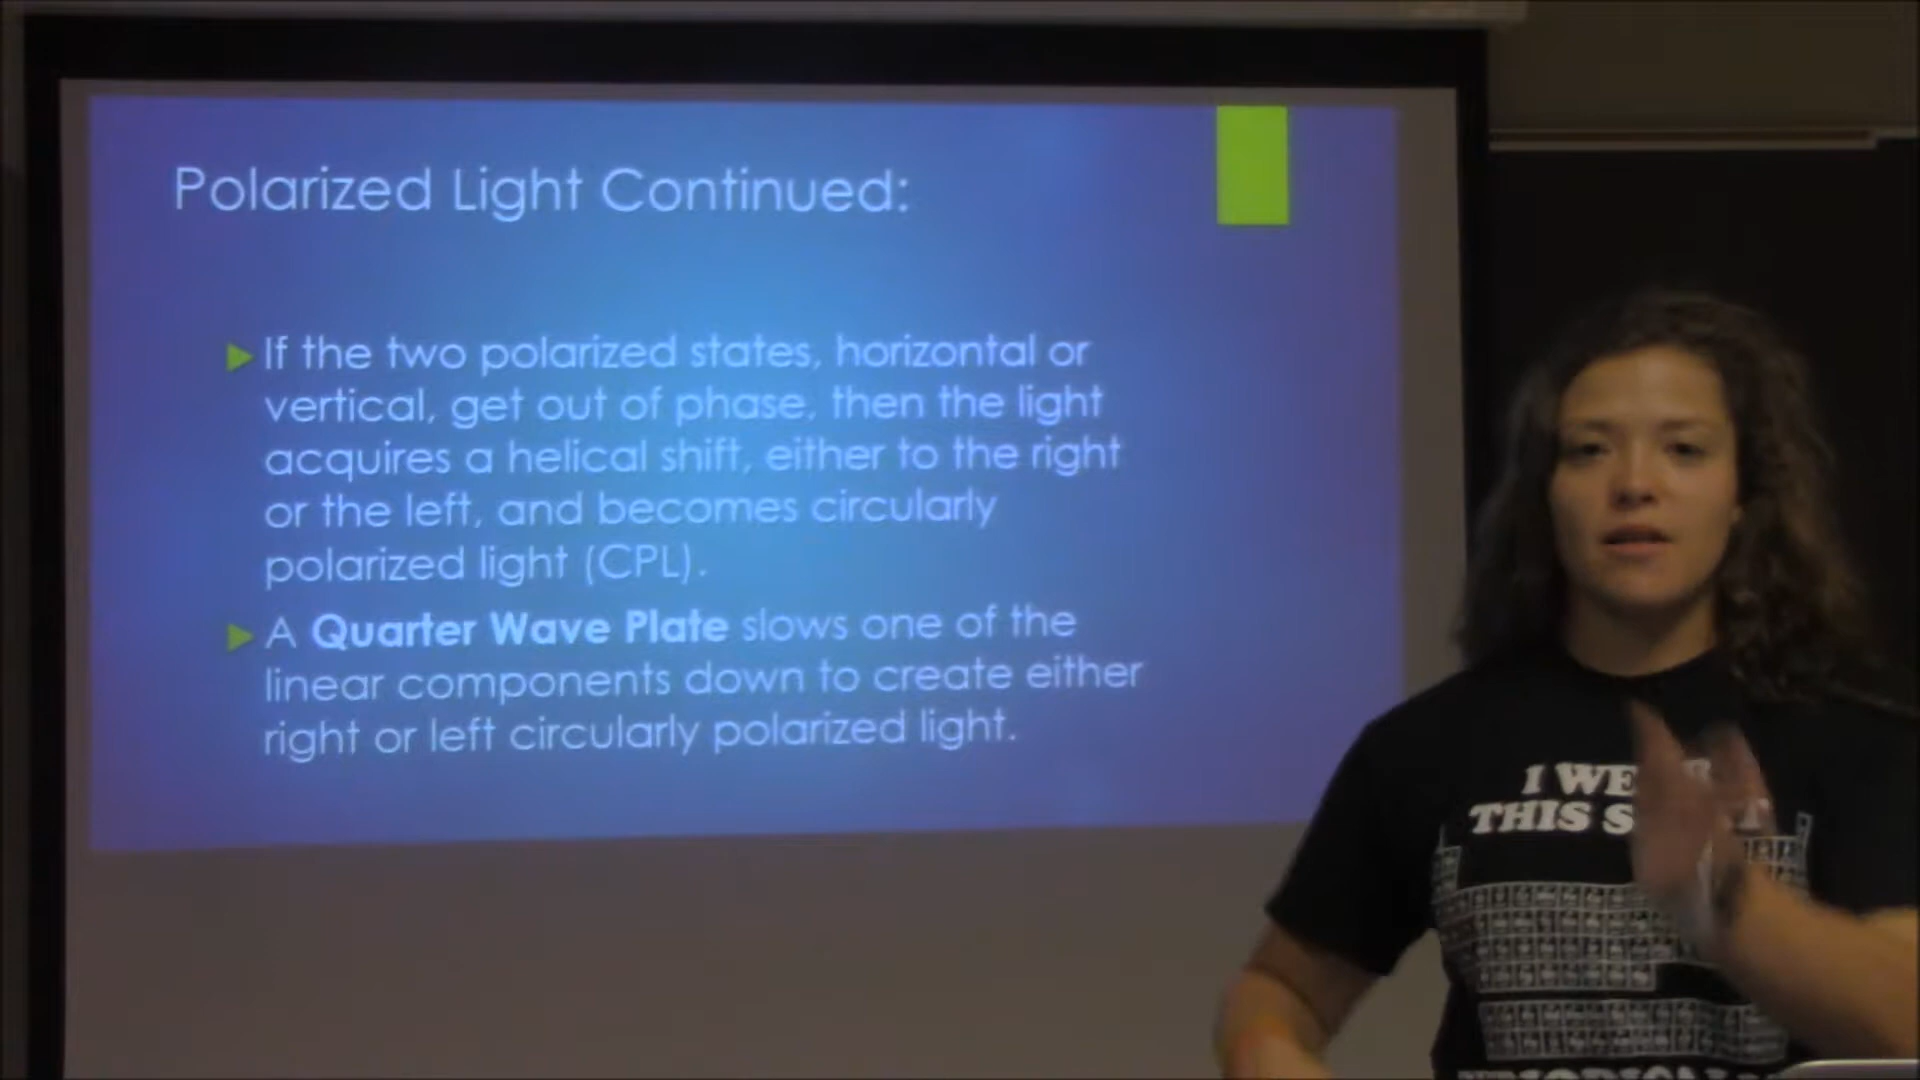 Polarized Light Continued:
If the two polarized states, horizontal or
vertical, get out of phase, then the light
acquires a helical shift, either to the right
or the left, and becomes circularly
polarized light (CPL).
A Quarter Wave Plate slows one of the
linear components down to create either
right or left circularly polarized light.
I
THIS